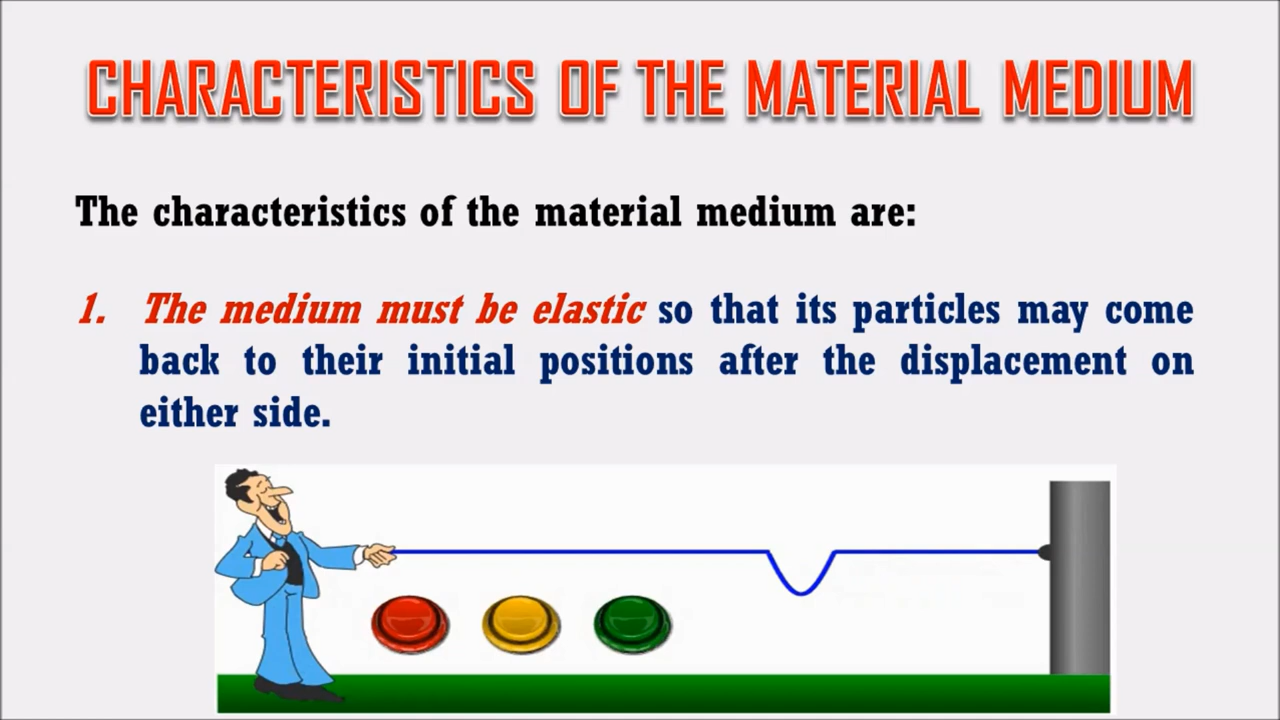 CHARACTERISTICS OF THE MATERIAL MEDIUM
The characteristics of the material medium are:
1. The medium must be elastic so that its particles may come
back to their initial positions after the displacement on
either side.